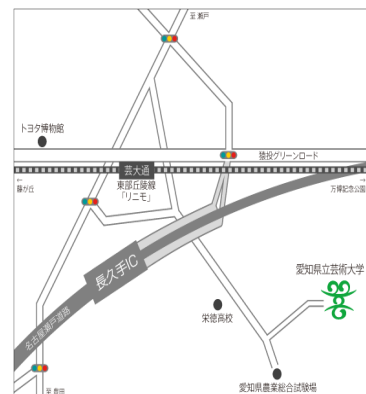 至 瀬戸
トヨタ博物館
猿投グリーンロード
芸大通
東部丘陵線
「リニモ」
←
藤が丘
→
万博記念公園
長久手IC
愛知県立芸術大学
名古屋瀬戸道路
栄徳高校
至 豊田
愛知県農業総合試験場